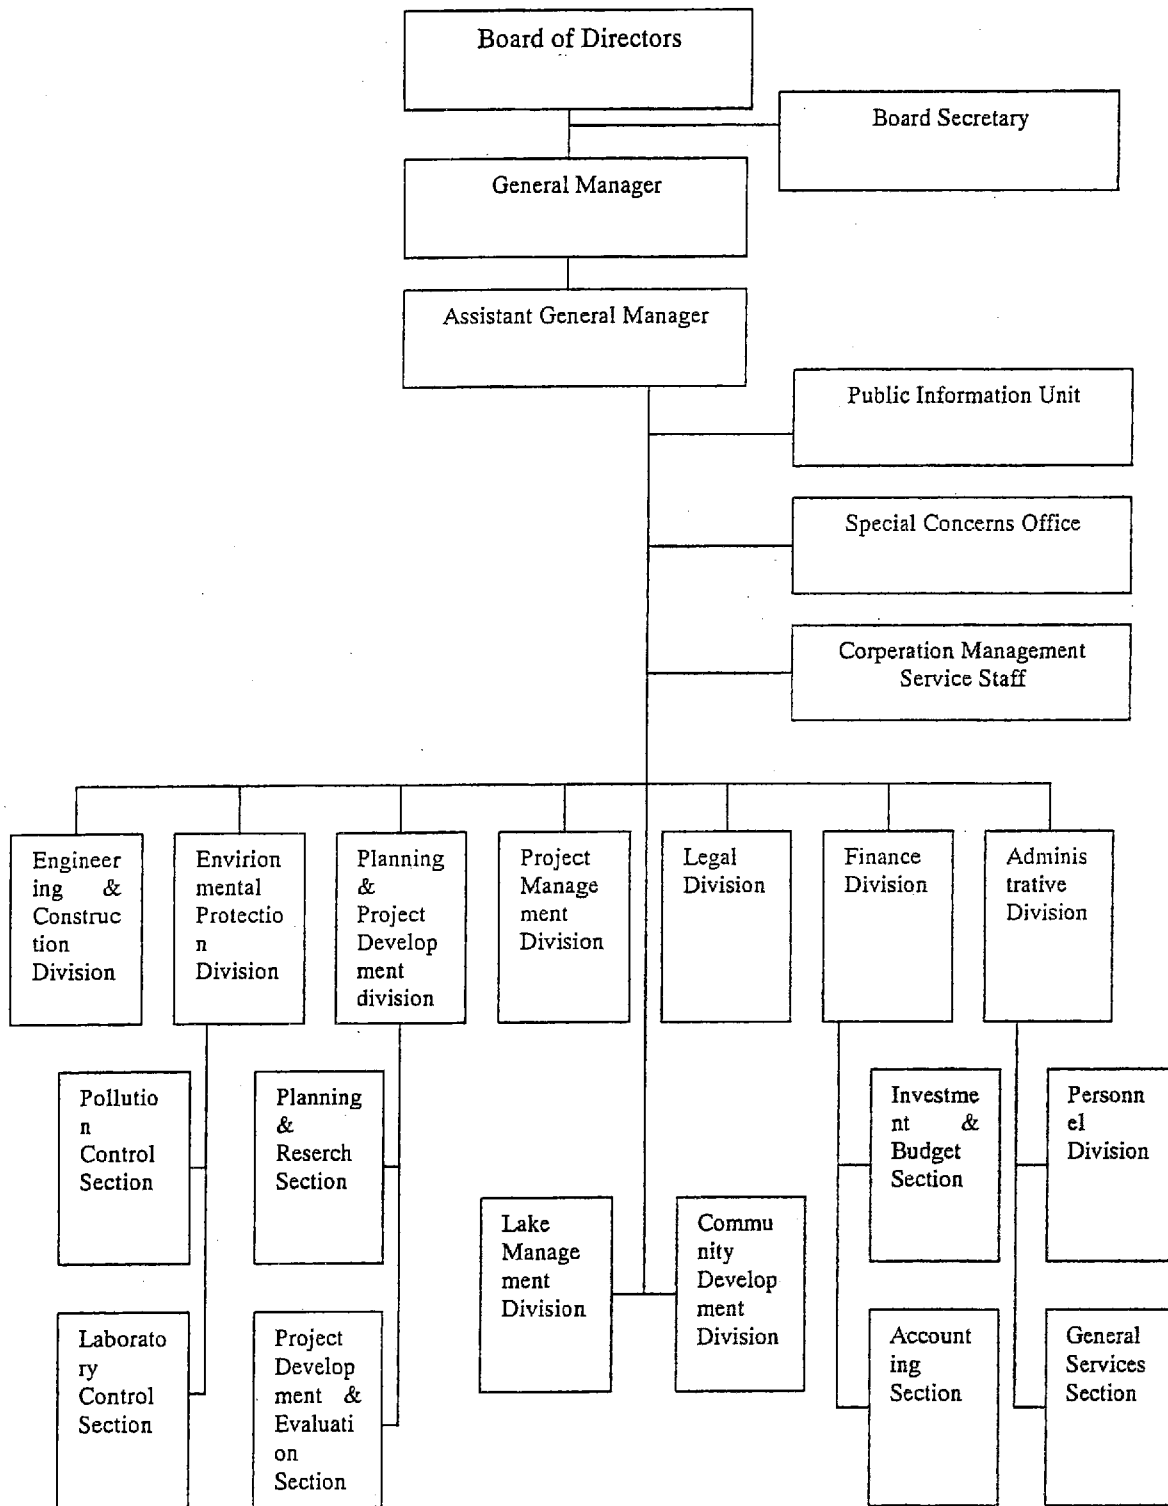 Board of Directors
Board Secretary
General Manager
Assistant General Manager
Public Information Unit
Special Concerns Office
Corperation Management
Service Staff
Engineer
ing &
Construc
tion
Division
Envirion
mental
Protectio
n
Division
Planning
&
Project
Develop
ment
division
Project
Manage
ment
Division
Legal
Division
Finance
Division
Adminis
trative
Division
Pollutio
n
Control
Section
Planning
&
Reserch
Section
Lake
Manage
ment
Division
Commu
nity
Develop
ment
Division
Investme
nt &
Budget
Section
Personn
el
Division
Laborato
ry
Control
Section
Project
Develop
ment &
Evaluati
on
Section
Account
ing
Section
General
Services
Section